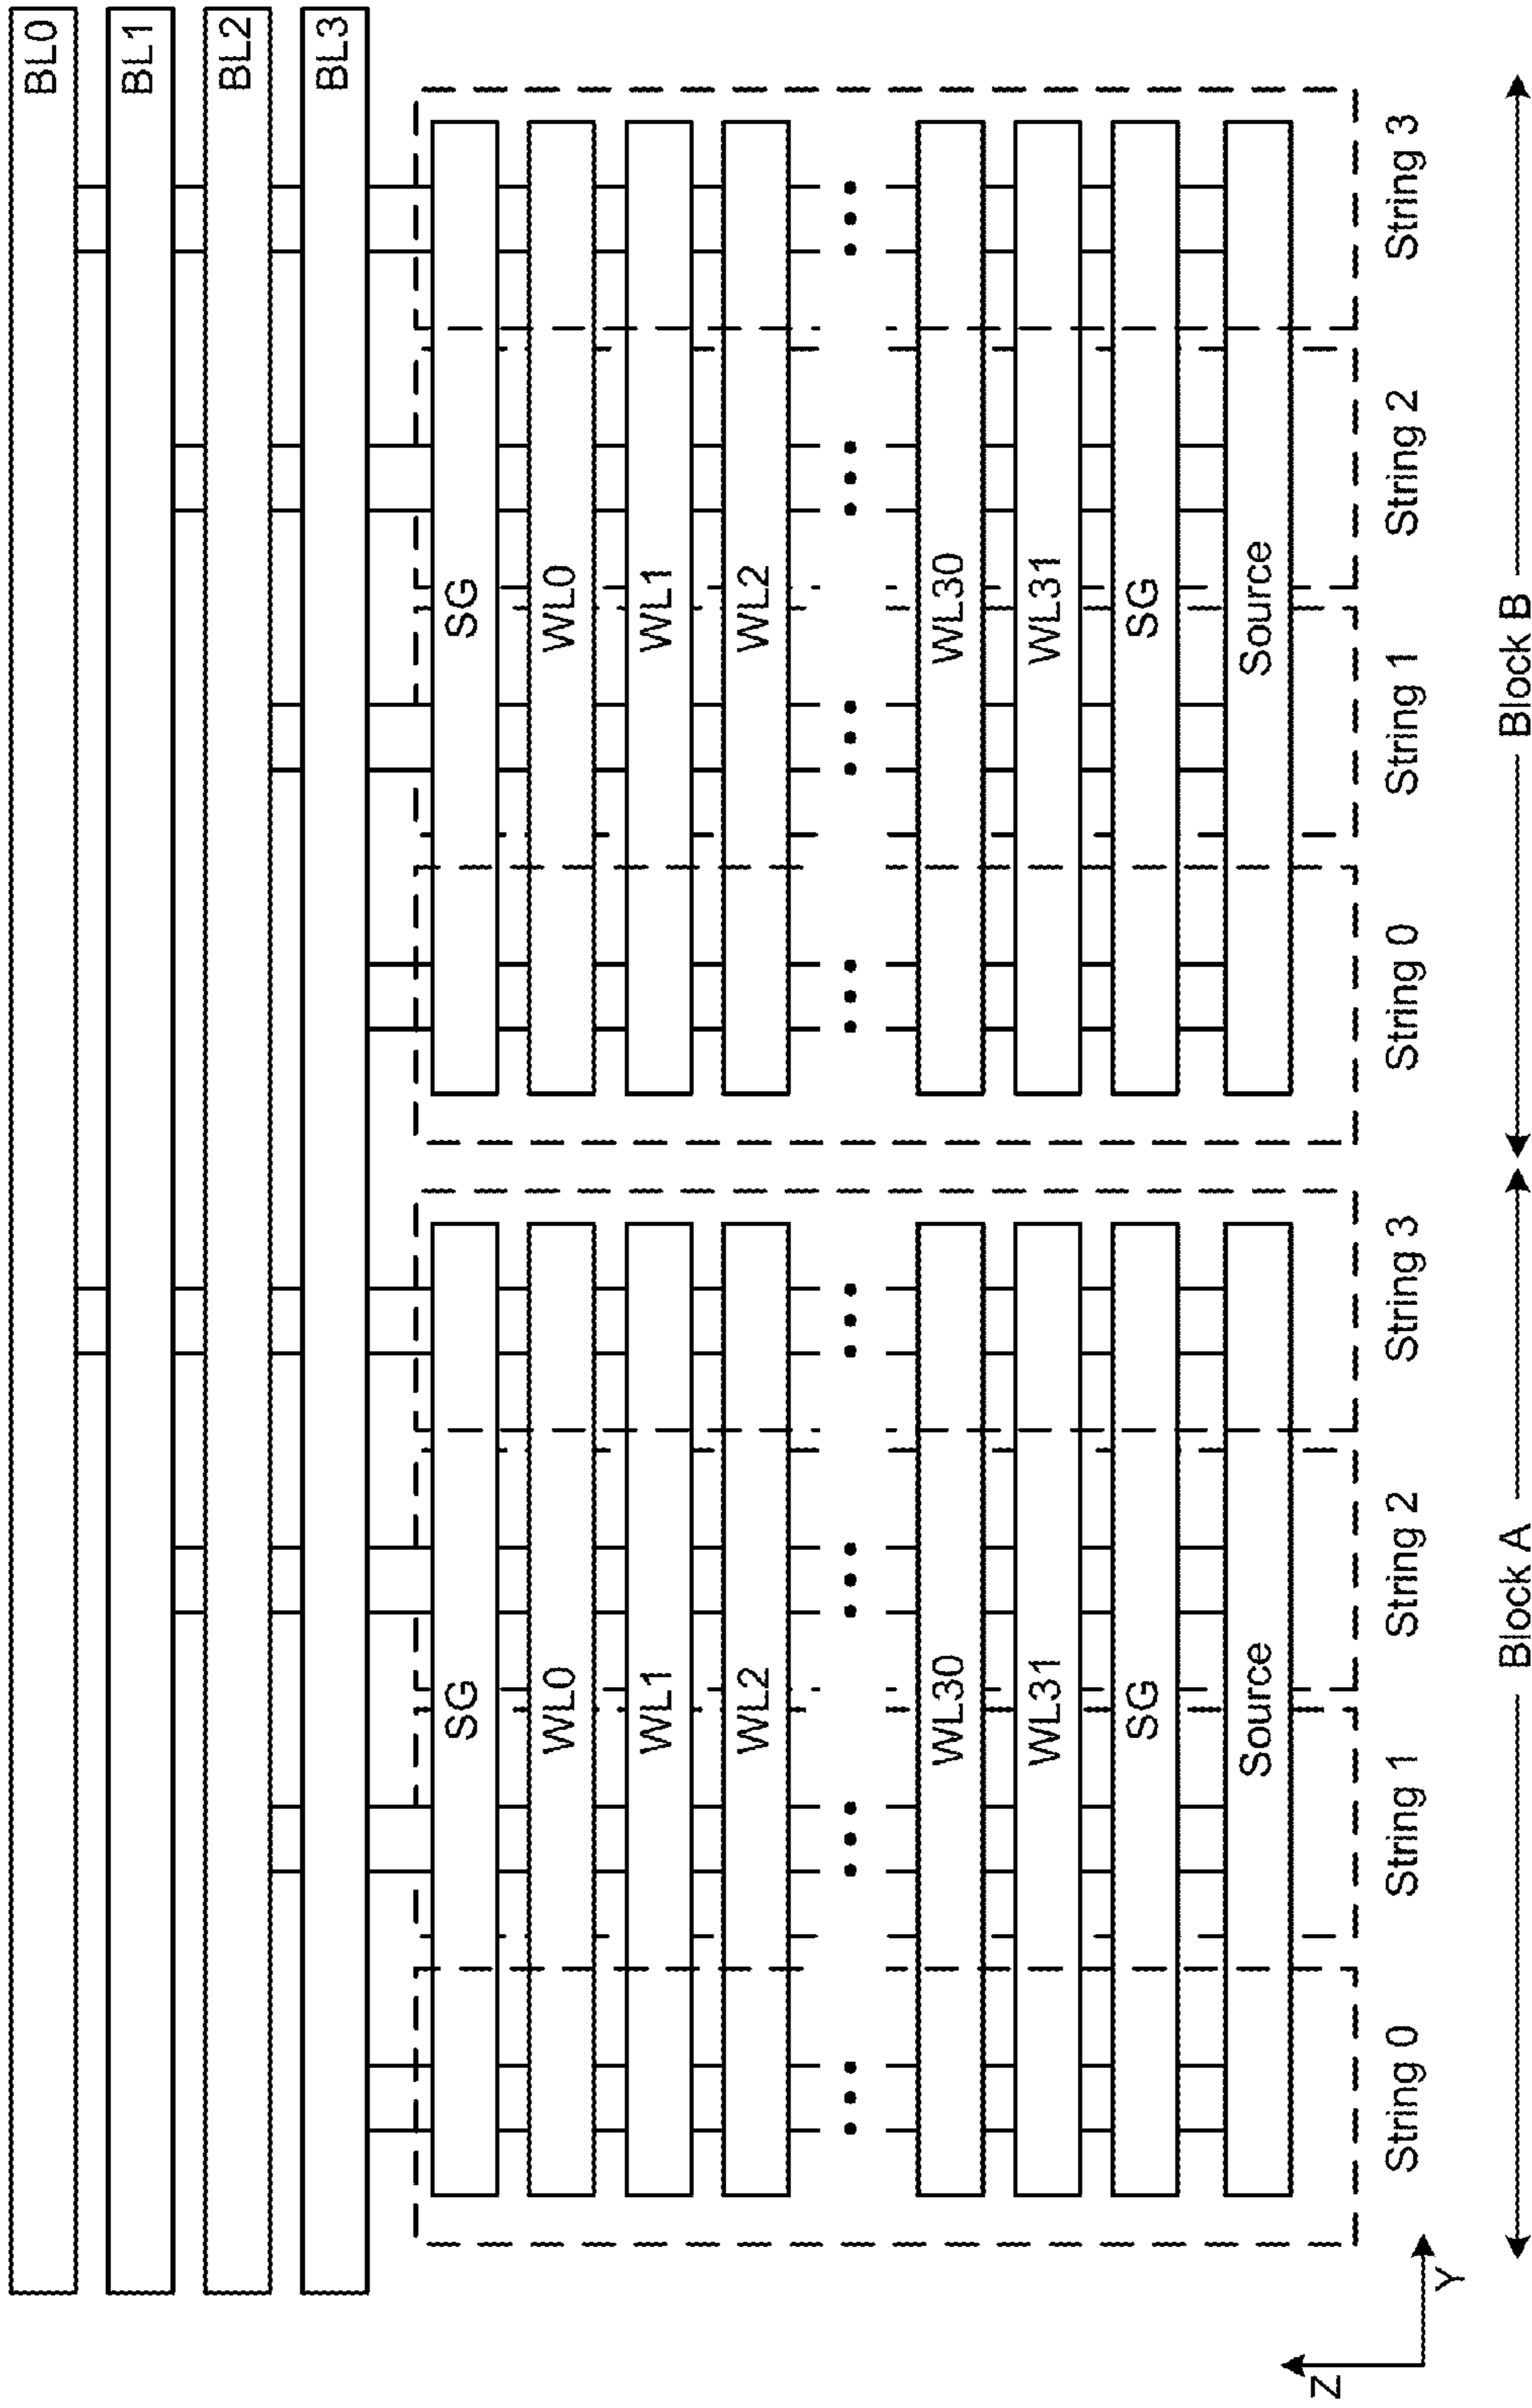 BL0
BL1
BL2
BL3
SG
SG
WL0
WL0
WL1
WL1
WL2
WL2
WL30
WL30
WL31
WL31
SG
SG
Source
Source
Z
String 0
String 1
String 2
String 3
String 0
String 1
String 2
String 3
Y
Block A
Block B